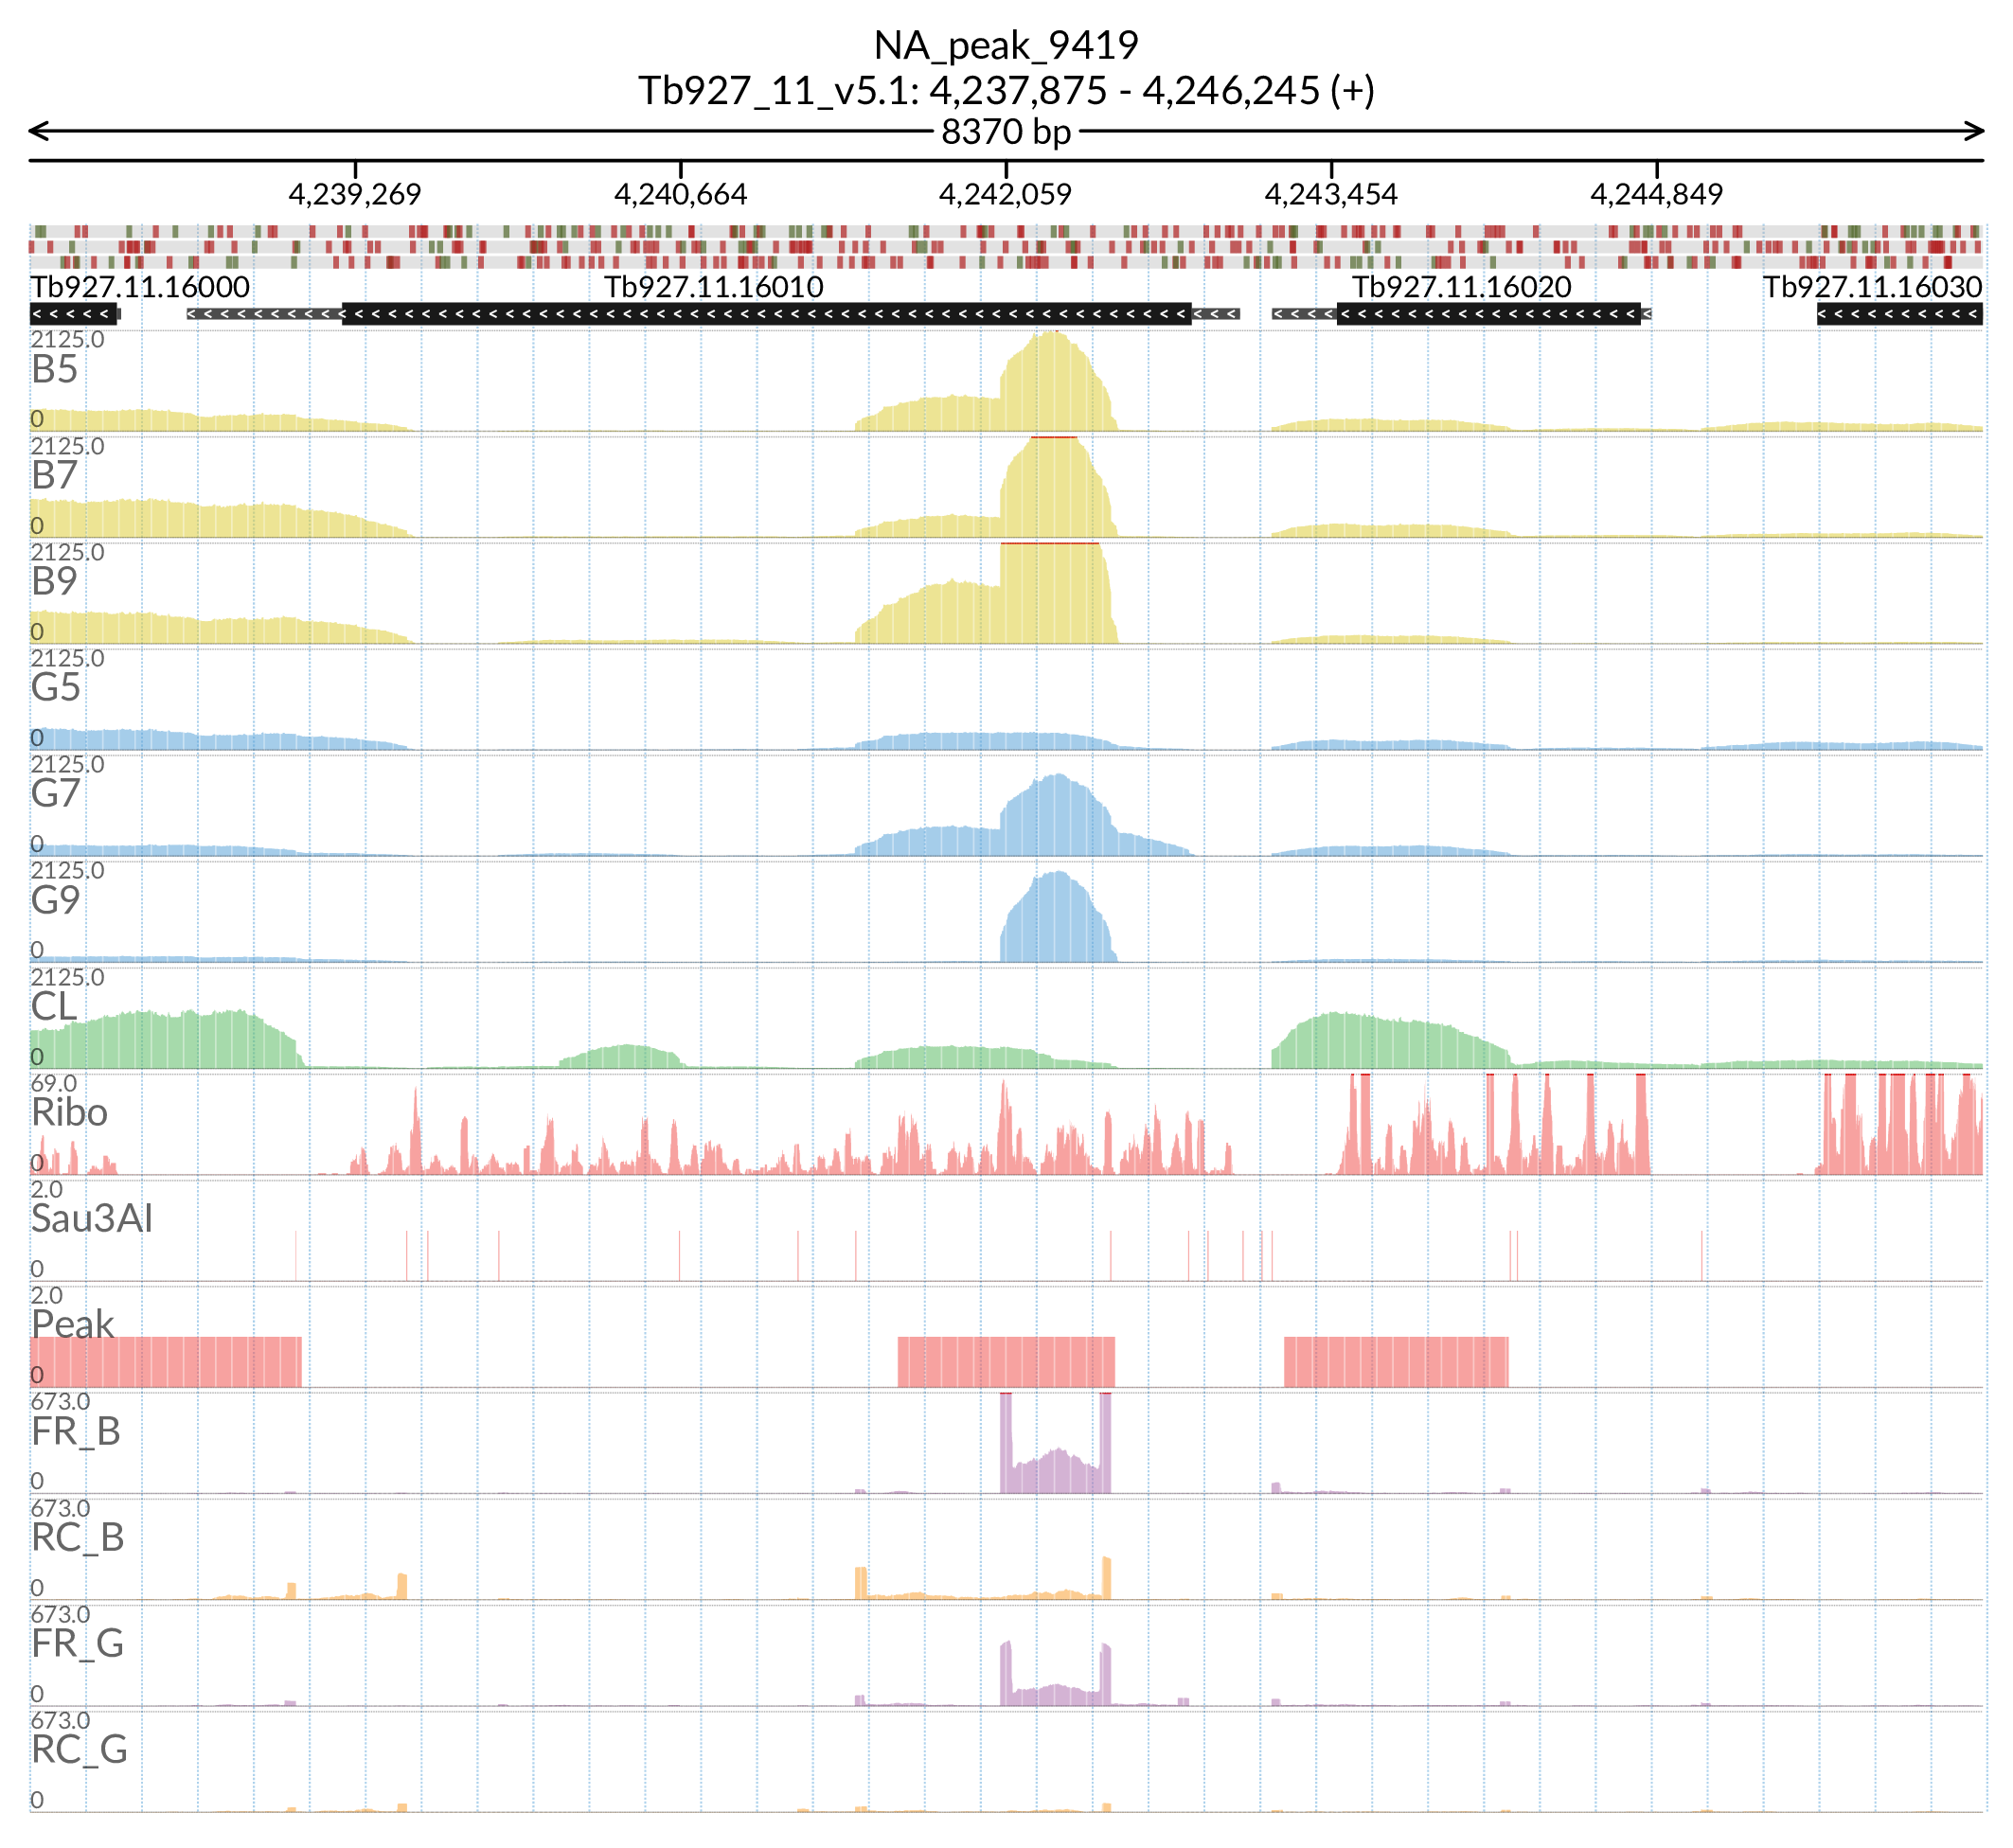 NA_peak_9419
Tb927_11_v5.1: 4,237,875 - 4,246,245 (+)
8370 bp
4,239,269 4,240,664 4,242,059 4,243,454 4,244,849
Tb927.11.16000 Tb927.11.16010 Tb927.11.16020 Tb927.11.16030
2125.0
B5
0
2125.0
B7
0
2125.0
B9
0
2125.0
G5
0
2125.0
G7
0
2125.0
G9
0
2125.0
CL
0
69.0
Ribo
0
2.0
Sau3AI
0
2.0
Peak
0
673.0
FR_B
0
673.0
RC_B
0
673.0
FR_G
0
673.0
RC_G
0